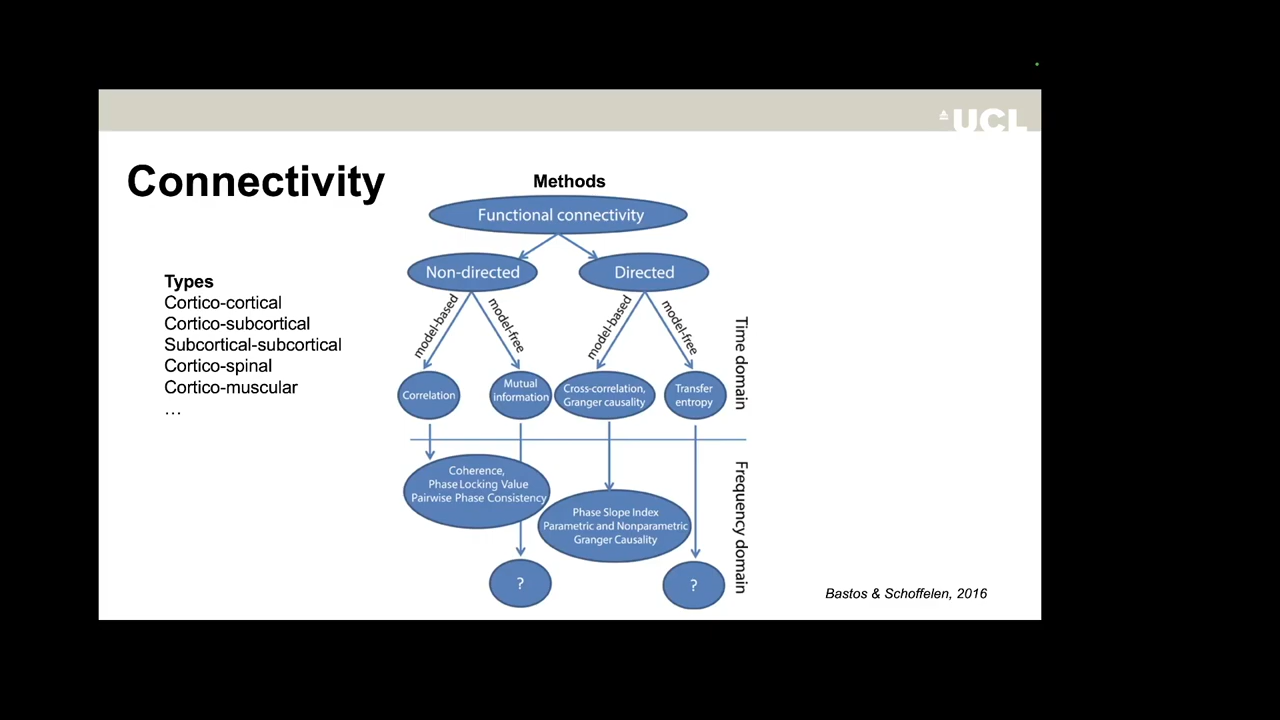 UCL
Connectivity
Types
Cortico-cortical
Cortico-subcortical
Subcortical-subcortical
Cortico-spinal
Cortico-muscular
…
Methods
Functional connectivity
Non-directed
Directed
model-based
model-free
model-based
model-free
Time domain
Correlation
Mutual
information
Cross-correlation,
Granger causality
Transfer
entropy
Frequency domain
Coherence,
Phase Locking Value
Pairwise Phase Consistency
Phase Slope Index
Parametric and Nonparametric
Granger Causality
?
?
Bastos & Schoffelen, 2016